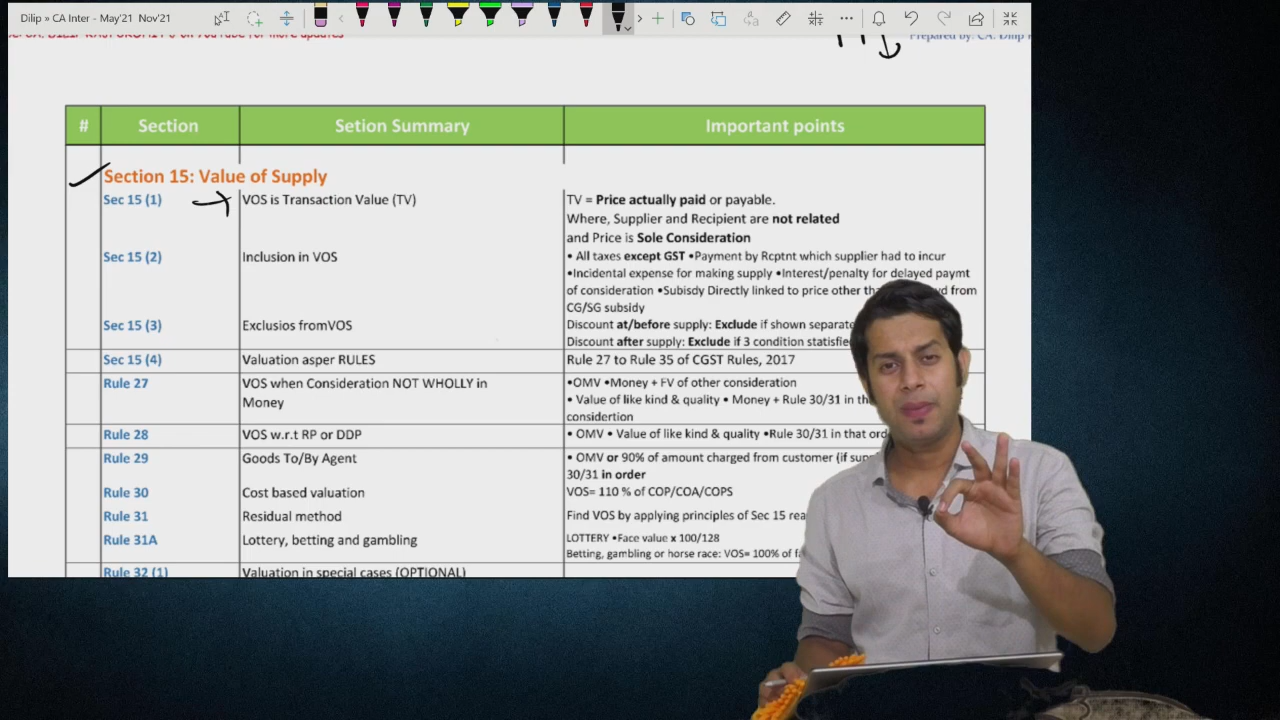 Dilip » CA Inter - May'21 Nov'21
on YouTube for more updates
Prepared by: CA. Dilip
# Section Setion Summary Important points
Section 15: Value of Supply
Sec 15 (1) VOS is Transaction Value (TV) TV = Price actually paid or payable.
Where, Supplier and Recipient are not related
and Price is Sole Consideration
Sec 15 (2) Inclusion in VOS • All taxes except GST •Payment by Rcptnt which supplier had to incur
•Incidental expense for making supply •Interest/penalty for delayed paymt
of consideration •Subisdy Directly linked to price other from
CG/SG subsidy
Sec 15 (3) Exclusios fromVOS Discount at/before supply: Exclude if shown
Discount after supply: Exclude if 3 condition
Sec 15 (4) Valuation asper RULES Rule 27 to Rule 35 of CGST Rules, 2017
Rule 27 VOS when Consideration NOT WHOLLY in •OMV •Money + FV of other consideration
Money • Value of like kind & quality • Money + Rule 30/31 in
considertion
Rule 28 VOS w.r.t RP or DDP • OMV • Value of like kind & quality •Rule 30/31 in that
Rule 29 Goods To/By Agent • OMV or 90% of amount charged from customer (if
30/31 in order
Rule 30 Cost based valuation VOS= 110 % of COP/COA/COPS
Rule 31 Residual method Find VOS by applying principles of Sec 15
Rule 31A Lottery, betting and gambling LOTTERY •Face value x 100/128
Betting, gambling or horse race: VOS= 100% of
Rule 32 (1) Valuation in special cases (OPTIONAL)